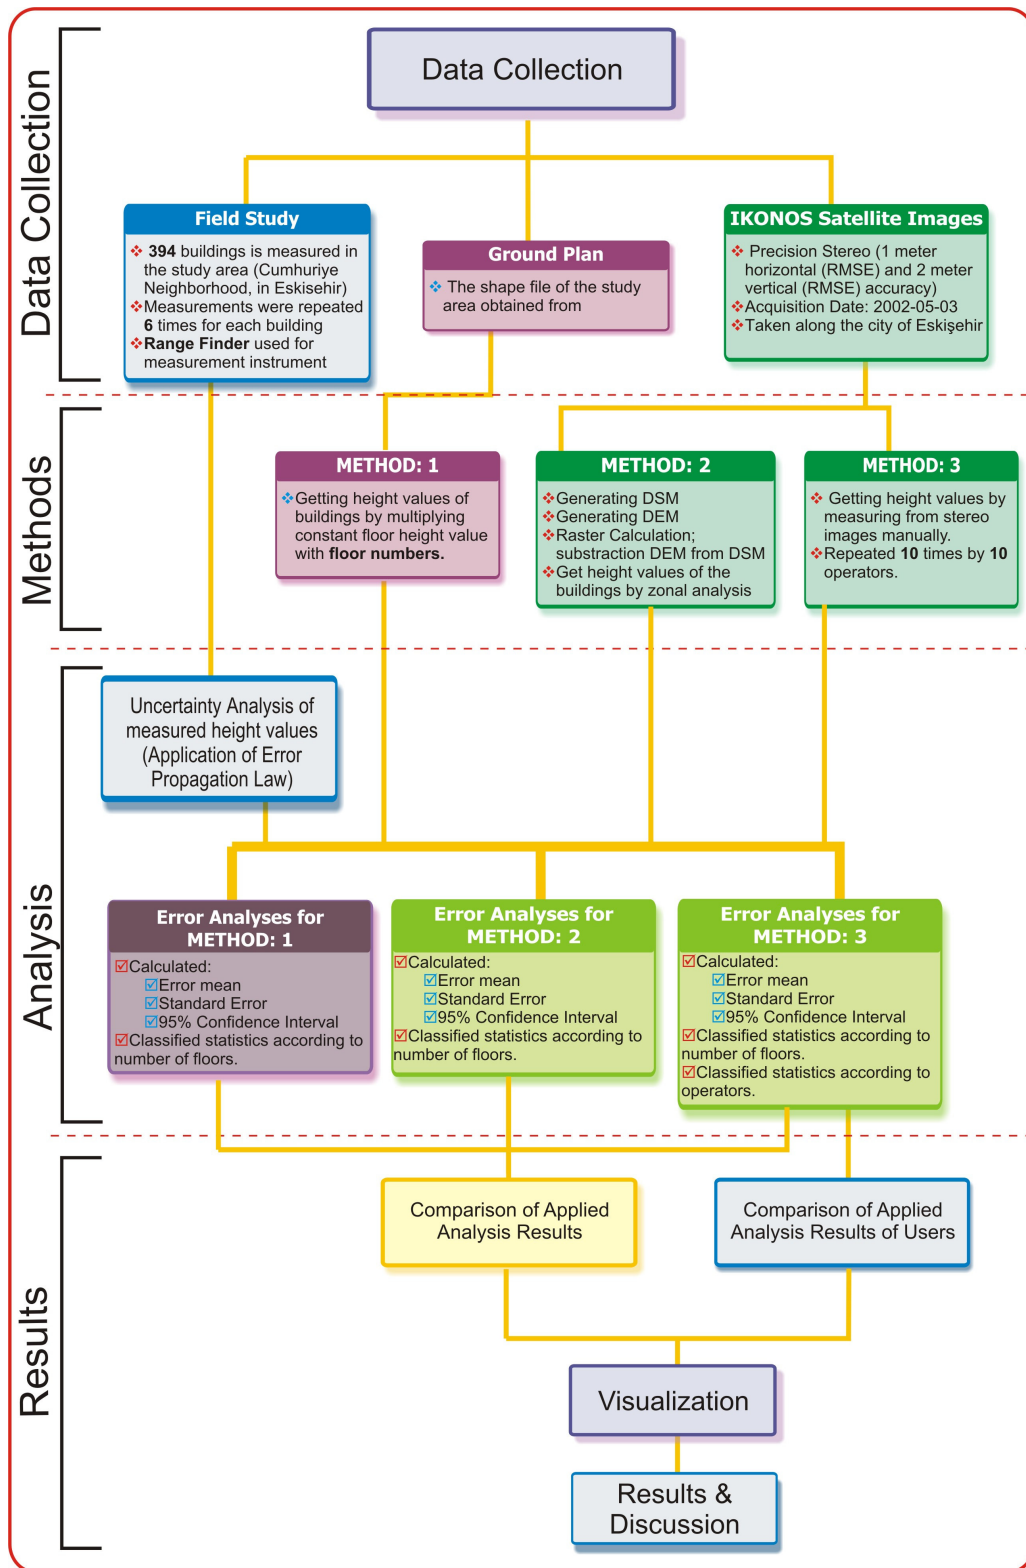 Data Collection
Data Collection
Field Study
394 buildings is measured in
the study area (Cumhuriye
Neighborhood, in Eskisehir)
Measurements were repeated
6 times for each building
Range Finder used for
measurement instrument
Ground Plan
The shape file of the study
area obtained from
IKONOS Satellite Images
Precision Stereo (1 meter
horizontal (RMSE) and 2 meter
vertical (RMSE) accuracy)
Acquisition Date: 2002-05-03
Taken along the city of Eskişehir
Methods
METHOD: 1
Getting height values of
buildings by multiplying
constant floor height value
with floor numbers.
METHOD: 2
Generating DSM
Generating DEM
Raster Calculation;
substraction DEM from DSM
Get height values of the
buildings by zonal analysis
METHOD: 3
Getting height values by
measuring from stereo
images manually.
Repeated 10 times by 10
operators.
Analysis
Uncertainty Analysis of
measured height values
(Application of Error
Propagation Law)
Error Analyses for
METHOD: 1
Calculated:
Error mean
Standard Error
95% Confidence Interval
Classified statistics according to
number of floors.
Error Analyses for
METHOD: 2
Calculated:
Error mean
Standard Error
95% Confidence Interval
Classified statistics according to
number of floors.
Error Analyses for
METHOD: 3
Calculated:
Error mean
Standard Error
95% Confidence Interval
Classified statistics according to
number of floors.
Classified statistics according to
operators.
Results
Comparison of Applied
Analysis Results
Comparison of Applied
Analysis Results of Users
Visualization
Results &
Discussion